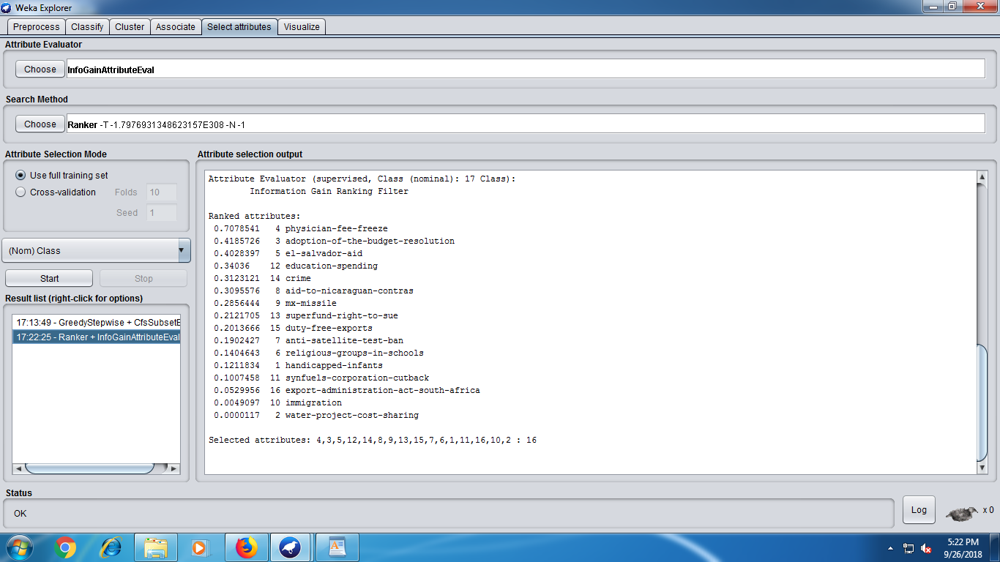 Weka Explorer
Preprocess Classify Cluster Associate Select attributes Visualize
Attribute Evaluator
Choose InfoGainAttributeEval
Search Method
Choose Ranker -T -1.7976931348623157E308 -N -1
Attribute Selection Mode
Use full training set
Cross-validation Folds 10
Seed 1
(Nom) Class
Start Stop
Result list (right-click for options)
17:13:49 - GreedyStepwise + CfsSubsetE
17:22:25 - Ranker + InfoGainAttributeEval
Attribute selection output
Attribute Evaluator (supervised, Class (nominal): 17 Class):
Information Gain Ranking Filter
Ranked attributes:
0.7078541 4 physician-fee-freeze
0.4185726 3 adoption-of-the-budget-resolution
0.4028397 5 el-salvador-aid
0.34036 12 education-spending
0.3123121 14 crime
0.3095576 8 aid-to-nicaraguan-contras
0.2856444 9 mx-missile
0.2121705 13 superfund-right-to-sue
0.2013666 15 duty-free-exports
0.1902427 7 anti-satellite-test-ban
0.1404643 6 religious-groups-in-schools
0.1211834 1 handicapped-infants
0.1007458 11 synfuels-corporation-cutback
0.0529956 16 export-administration-act-south-africa
0.0049097 10 immigration
0.0000117 2 water-project-cost-sharing
Selected attributes: 4,3,5,12,14,8,9,13,15,7,6,1,11,16,10,2 : 16
Status
OK
Log x 0
5:22 PM
9/26/2018